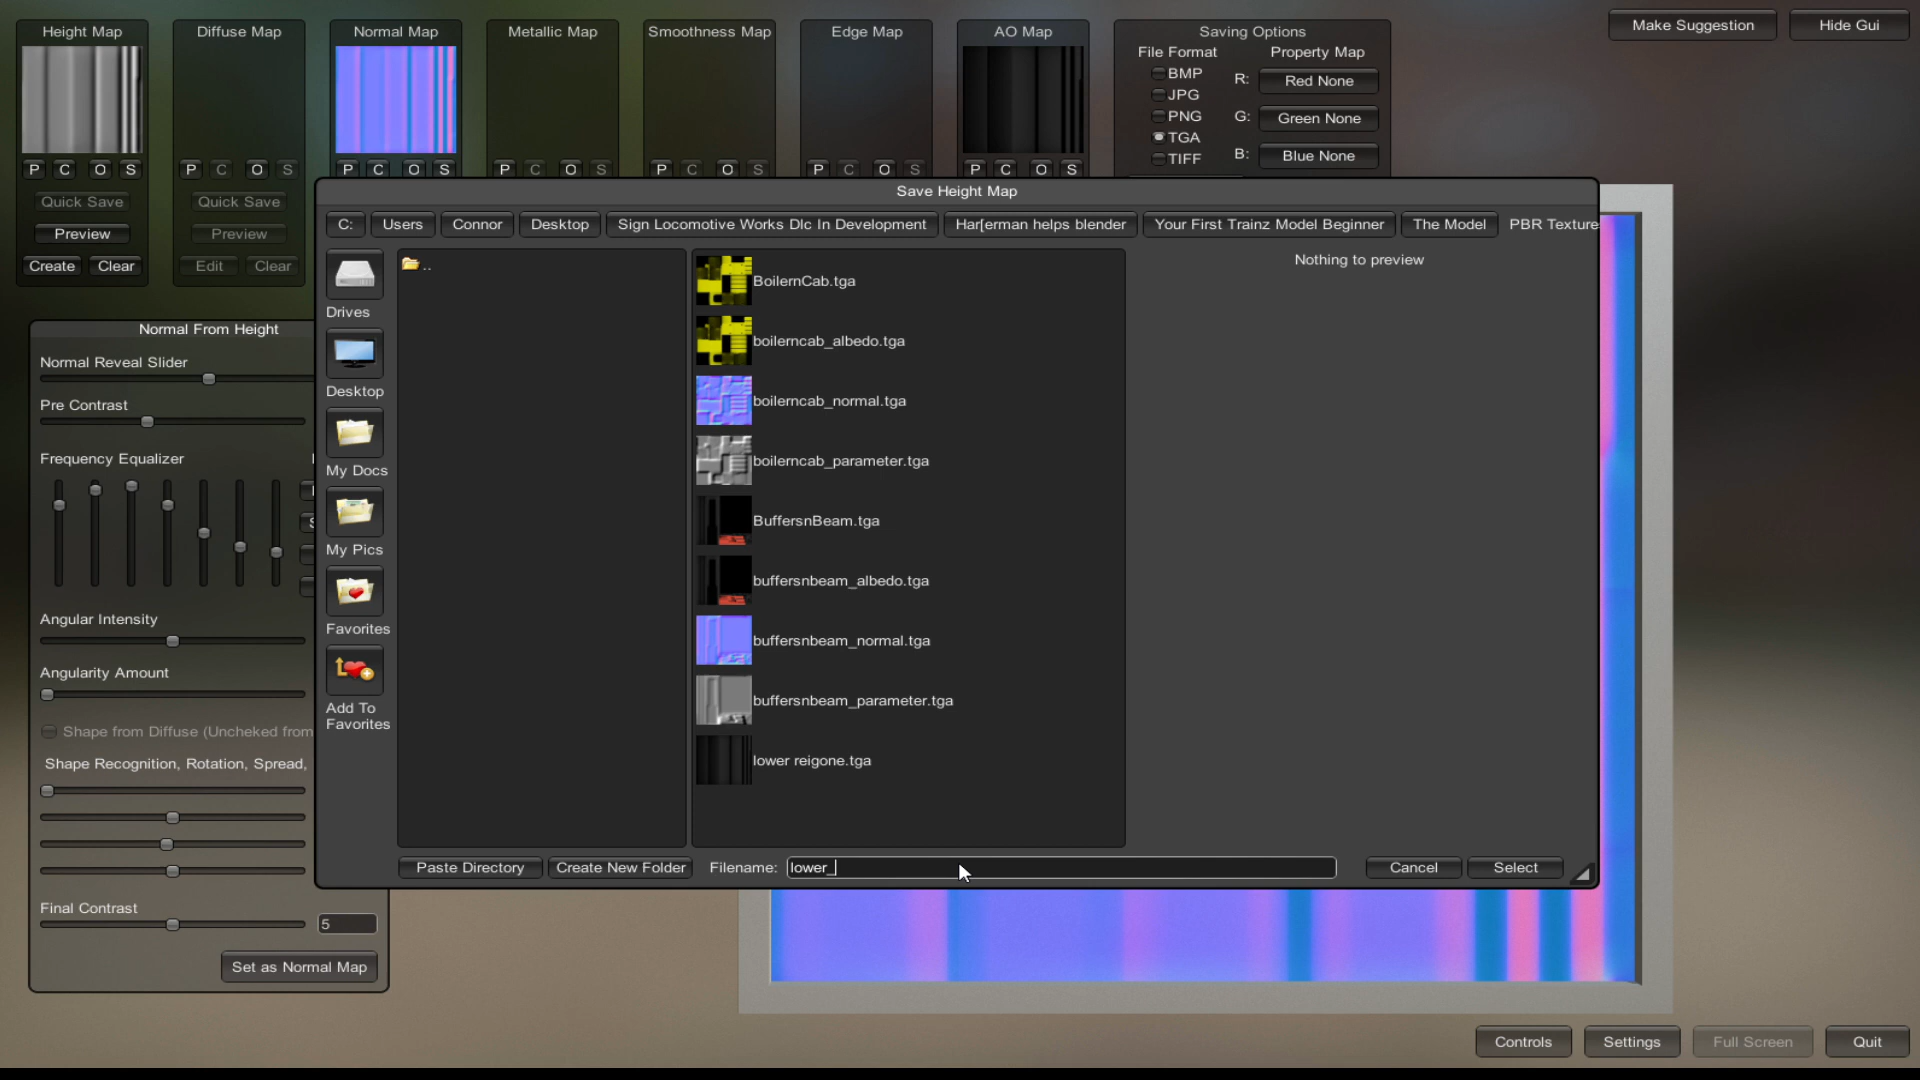 Height Map
Diffuse Map
Normal Map
Metallic Map
Smoothness Map
Edge Map
AO Map
Saving Options
Make Suggestion
Hide Gui
File Format
Property Map
BMP
JPG
PNG
TGA
TIFF
R:
Red None
G:
Green None
B:
Blue None
P C O S
P C O S
P C O S
P C O S
P C O S
P C O S
P C O S
Quick Save
Quick Save
Preview
Preview
Create Clear
Edit Clear
Save Height Map
C:
Users
Connor
Desktop
Sign Locomotive Works Dlc In Development
Har[erman helps blender
Your First Trainz Model Beginner
The Model
PBR Texture
..
Drives
Desktop
My Docs
My Pics
Favorites
Add To
Favorites
BoilernCab.tga
boilerncab_albedo.tga
boilerncab_normal.tga
boilerncab_parameter.tga
BuffersnBeam.tga
buffersnbeam_albedo.tga
buffersnbeam_normal.tga
buffersnbeam_parameter.tga
lower reigone.tga
Nothing to preview
Paste Directory
Create New Folder
Filename:
lower_
Cancel
Select
Normal From Height
Normal Reveal Slider
Pre Contrast
Frequency Equalizer
Angular Intensity
Angularity Amount
Shape from Diffuse (Uncheked from
Shape Recognition, Rotation, Spread,
Final Contrast
5
Set as Normal Map
Controls
Settings
Full Screen
Quit